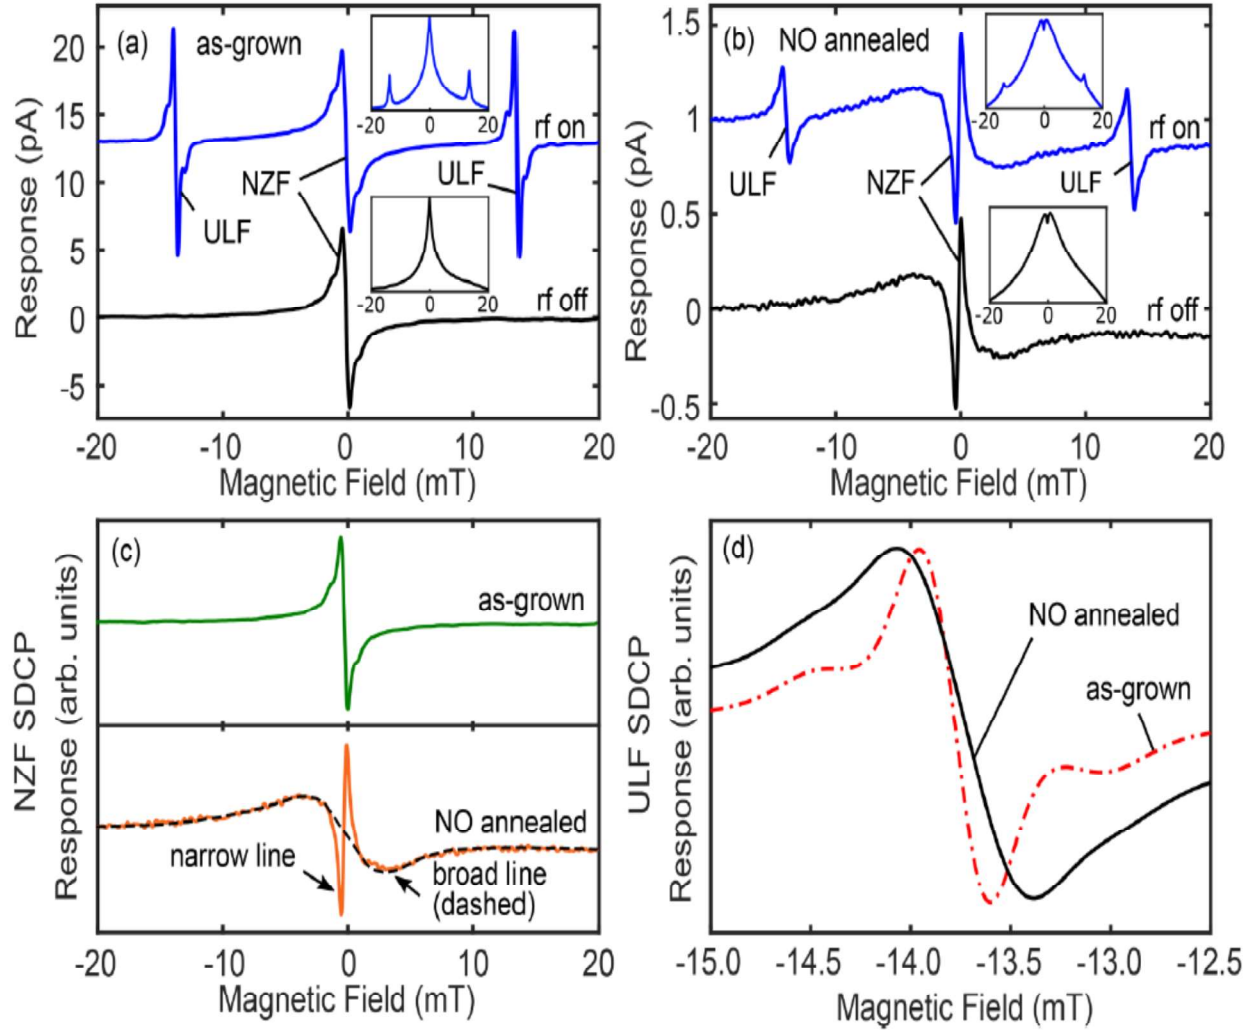 (a)
as-grown
rf on
NZF
ULF
ULF
rf off
Response (pA)
20
15
10
5
0
-5
-20
-10
0
10
20
Magnetic Field (mT)
-20
0
20
-20
0
20
(b)
NO annealed
rf on
ULF
NZF
ULF
rf off
Response (pA)
1.5
1
0.5
0
-0.5
-20
-10
0
10
20
Magnetic Field (mT)
-20
0
20
-20
0
20
(c)
as-grown
NO annealed
narrow line
broad line
(dashed)
NZF SDCP
Response (arb. units)
-20
-10
0
10
20
Magnetic Field (mT)
(d)
NO annealed
as-grown
ULF SDCP
Response (arb. units)
-15.0
-14.5
-14.0
-13.5
-13.0
-12.5
Magnetic Field (mT)